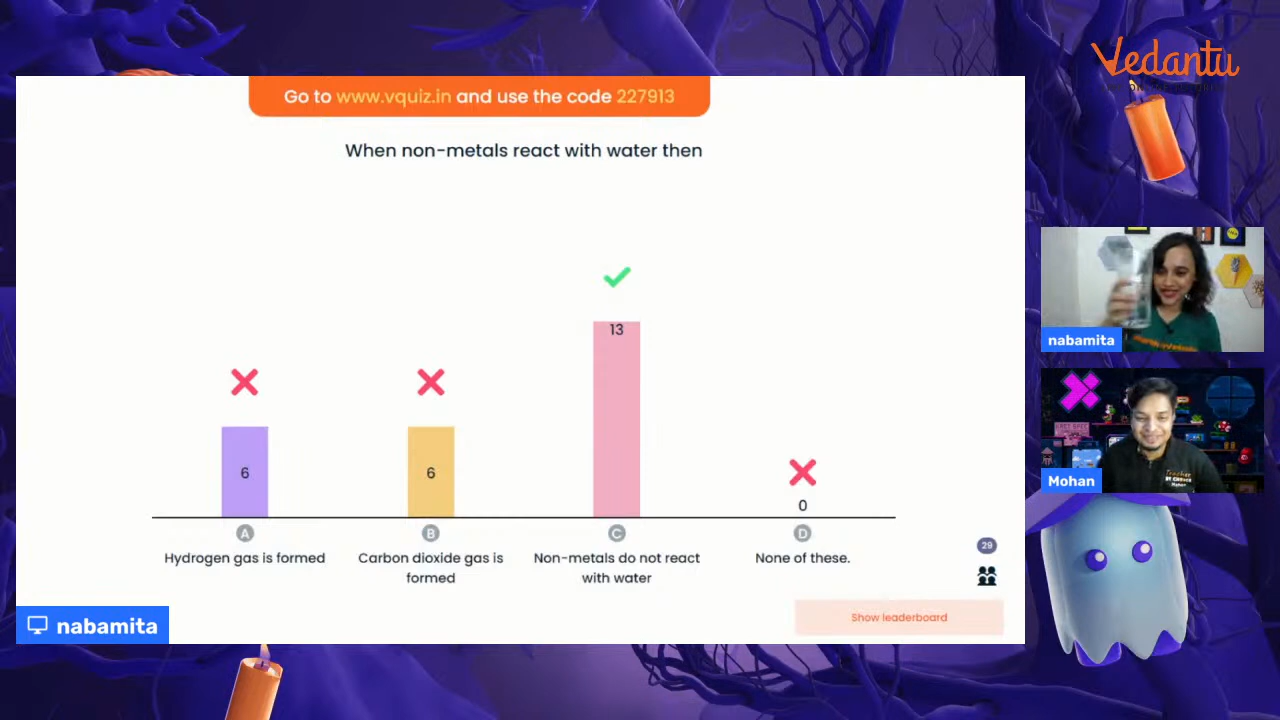 Vedantu
Go to www.vquiz.in and use the code 227913
When non-metals react with water then
13
6
6
0
A
B
C
D
Hydrogen gas is formed
Carbon dioxide gas is
formed
Non-metals do not react
with water
None of these.
29
Show leaderboard
nabamita
nabamita
Mohan